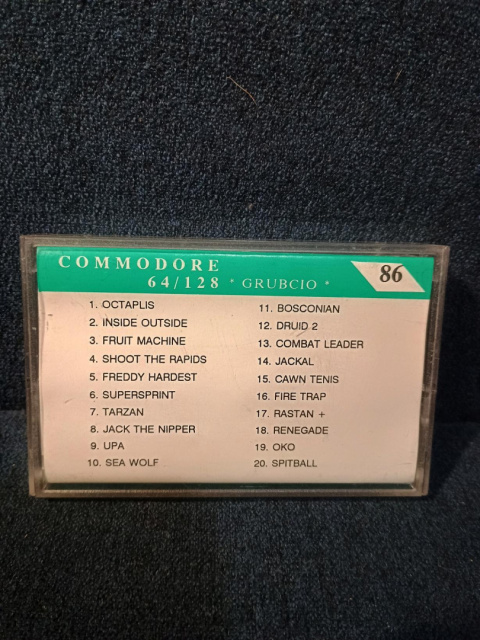 COMMODORE
64/128 * GRUBCIO *
86
1. OCTAPLIS
2. INSIDE OUTSIDE
3. FRUIT MACHINE
4. SHOOT THE RAPIDS
5. FREDDY HARDEST
6. SUPERSPRINT
7. TARZAN
8. JACK THE NIPPER
9. UPA
10. SEA WOLF
11. BOSCONIAN
12. DRUID 2
13. COMBAT LEADER
14. JACKAL
15. CAWN TENIS
16. FIRE TRAP
17. RASTAN +
18. RENEGADE
19. OKO
20. SPITBALL